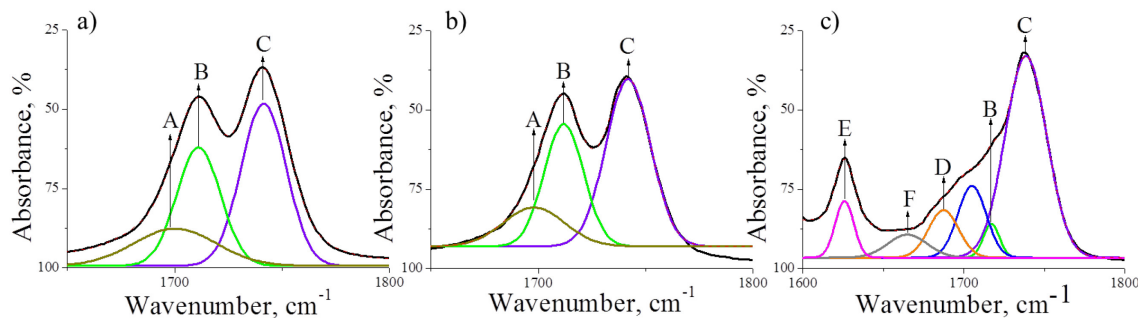 a)
25
50
75
100
Absorbance, %
A
B
C
1700
1800
Wavenumber, cm-1
b)
25
50
75
100
Absorbance, %
A
B
C
1700
1800
Wavenumber, cm-1
c)
25
50
75
100
Absorbance, %
E
F
D
B
C
1600
1700
1800
Wavenumber, cm-1